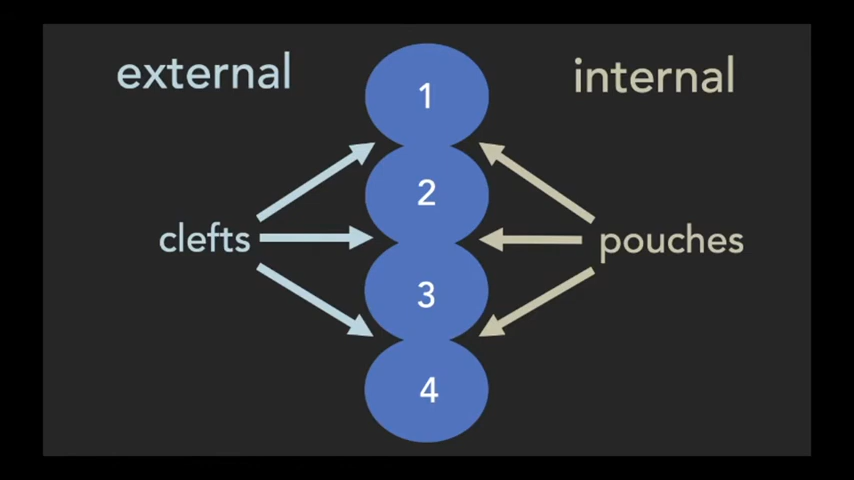 external
internal
1
2
clefts
pouches
3
4